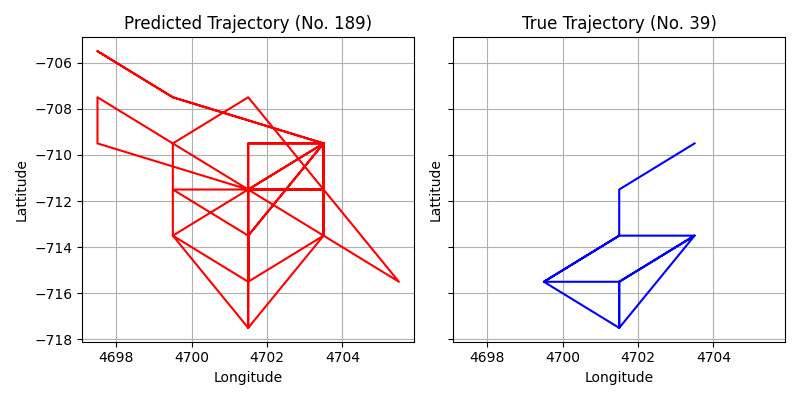 Predicted Trajectory (No. 189)
True Trajectory (No. 39)
Lattitude
−706
−708
−710
−712
−714
−716
−718
4698
4700
4702
4704
Longitude
Lattitude
4698
4700
4702
4704
Longitude